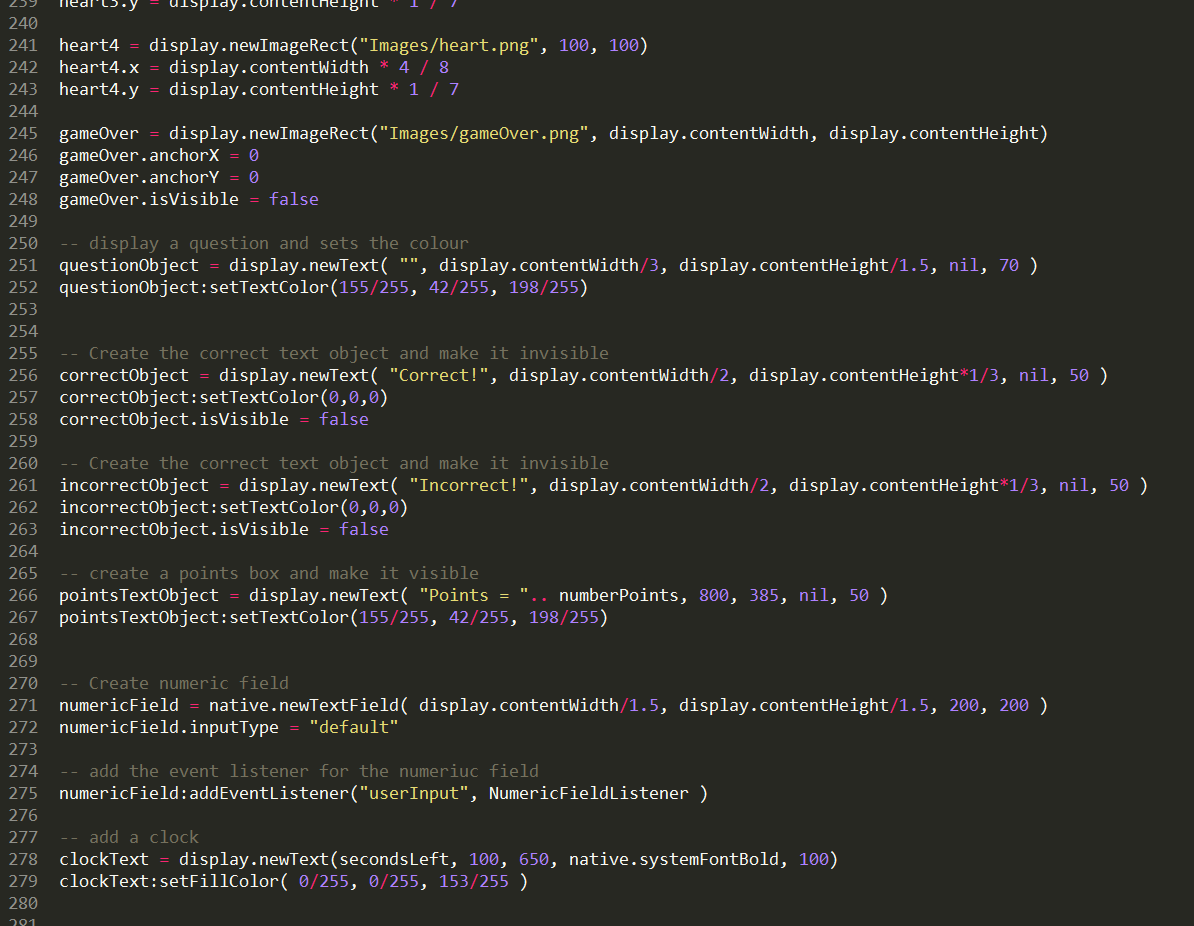 239 heart3.y = display.contentHeight * 1 / 7
240
241 heart4 = display.newImageRect("Images/heart.png", 100, 100)
242 heart4.x = display.contentWidth * 4 / 8
243 heart4.y = display.contentHeight * 1 / 7
244
245 gameOver = display.newImageRect("Images/gameOver.png", display.contentWidth, display.contentHeight)
246 gameOver.anchorX = 0
247 gameOver.anchorY = 0
248 gameOver.isVisible = false
249
250 -- display a question and sets the colour
251 questionObject = display.newText( "", display.contentWidth/3, display.contentHeight/1.5, nil, 70 )
252 questionObject:setTextColor(155/255, 42/255, 198/255)
253
254
255 -- Create the correct text object and make it invisible
256 correctObject = display.newText( "Correct!", display.contentWidth/2, display.contentHeight*1/3, nil, 50 )
257 correctObject:setTextColor(0,0,0)
258 correctObject.isVisible = false
259
260 -- Create the correct text object and make it invisible
261 incorrectObject = display.newText( "Incorrect!", display.contentWidth/2, display.contentHeight*1/3, nil, 50 )
262 incorrectObject:setTextColor(0,0,0)
263 incorrectObject.isVisible = false
264
265 -- create a points box and make it visible
266 pointsTextObject = display.newText( "Points = ".. numberPoints, 800, 385, nil, 50 )
267 pointsTextObject:setTextColor(155/255, 42/255, 198/255)
268
269
270 -- Create numeric field
271 numericField = native.newTextField( display.contentWidth/1.5, display.contentHeight/1.5, 200, 200 )
272 numericField.inputType = "default"
273
274 -- add the event listener for the numeriuc field
275 numericField:addEventListener("userInput", NumericFieldListener )
276
277 -- add a clock
278 clockText = display.newText(secondsLeft, 100, 650, native.systemFontBold, 100)
279 clockText:setFillColor( 0/255, 0/255, 153/255 )
280
281